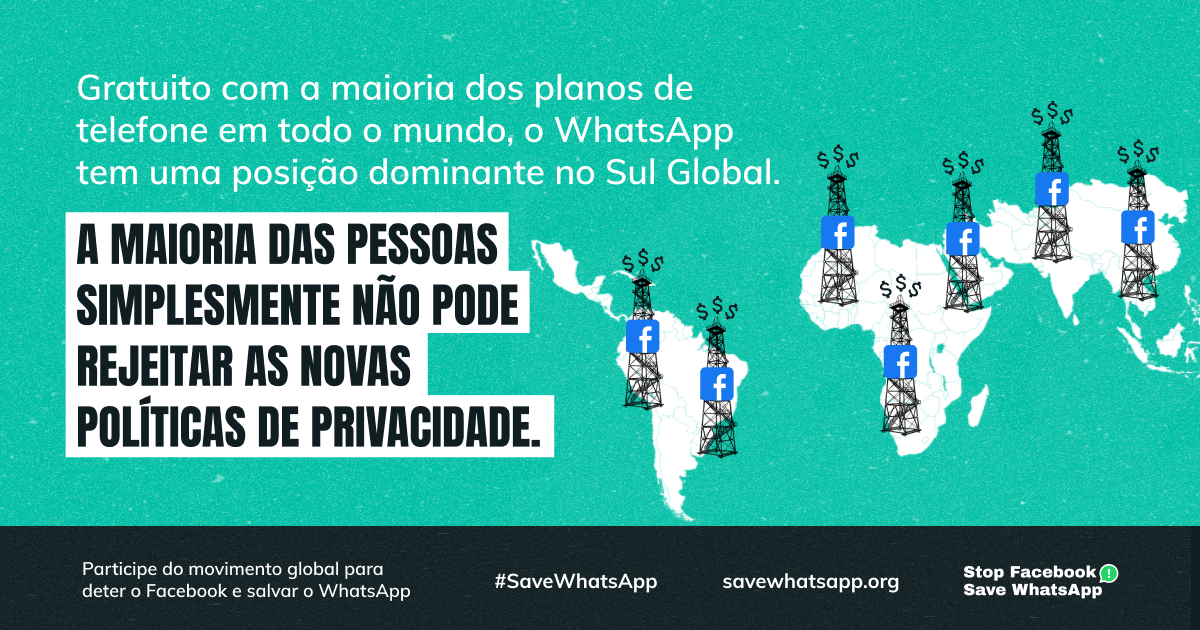 Gratuito com a maioria dos planos de
telefone em todo o mundo, o WhatsApp
tem uma posição dominante no Sul Global.
A MAIORIA DAS PESSOAS
SIMPLESMENTE NÃO PODE
REJEITAR AS NOVAS
POLÍTICAS DE PRIVACIDADE.
$$$
$$$
$$$
$$$
$$$
$$$
$$$
f
f
f
f
f
f
f
Participe do movimento global para
deter o Facebook e salvar o WhatsApp
#SaveWhatsApp
savewhatsapp.org
Stop Facebook
Save WhatsApp
!